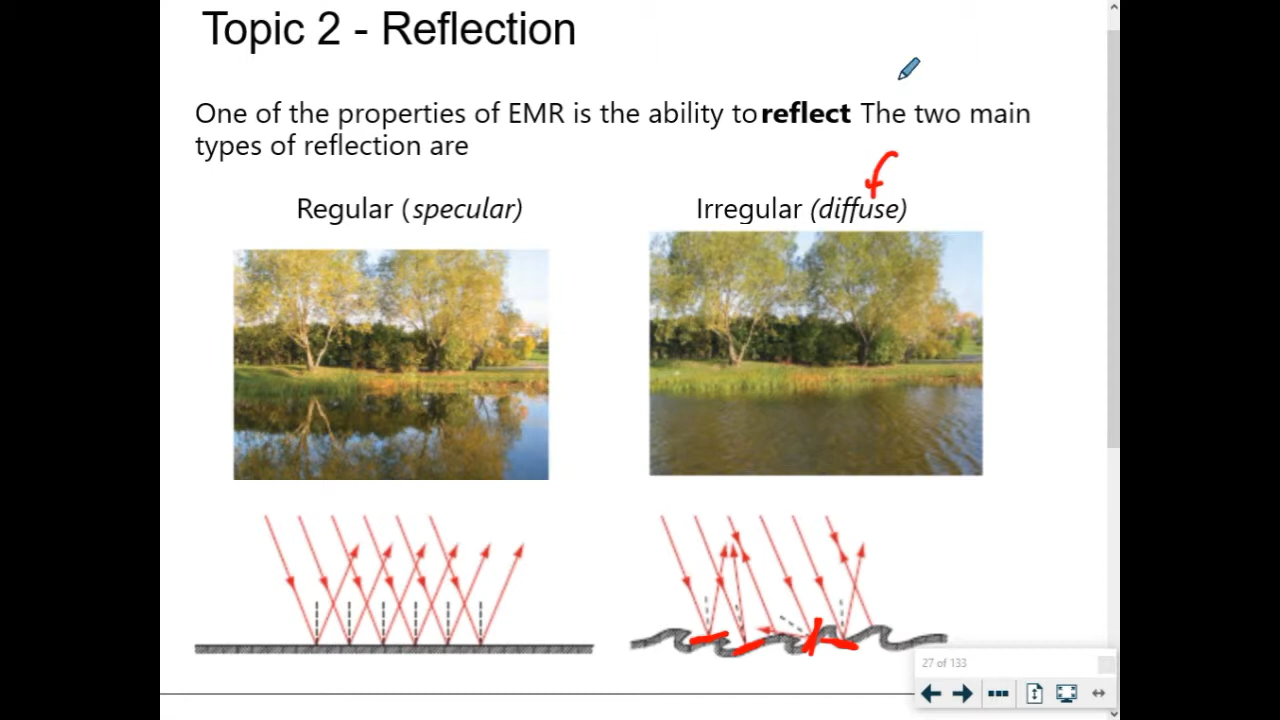 Topic 2 - Reflection
One of the properties of EMR is the ability to reflect The two main
types of reflection are
Regular (specular)
Irregular (diffuse)
27 of 133